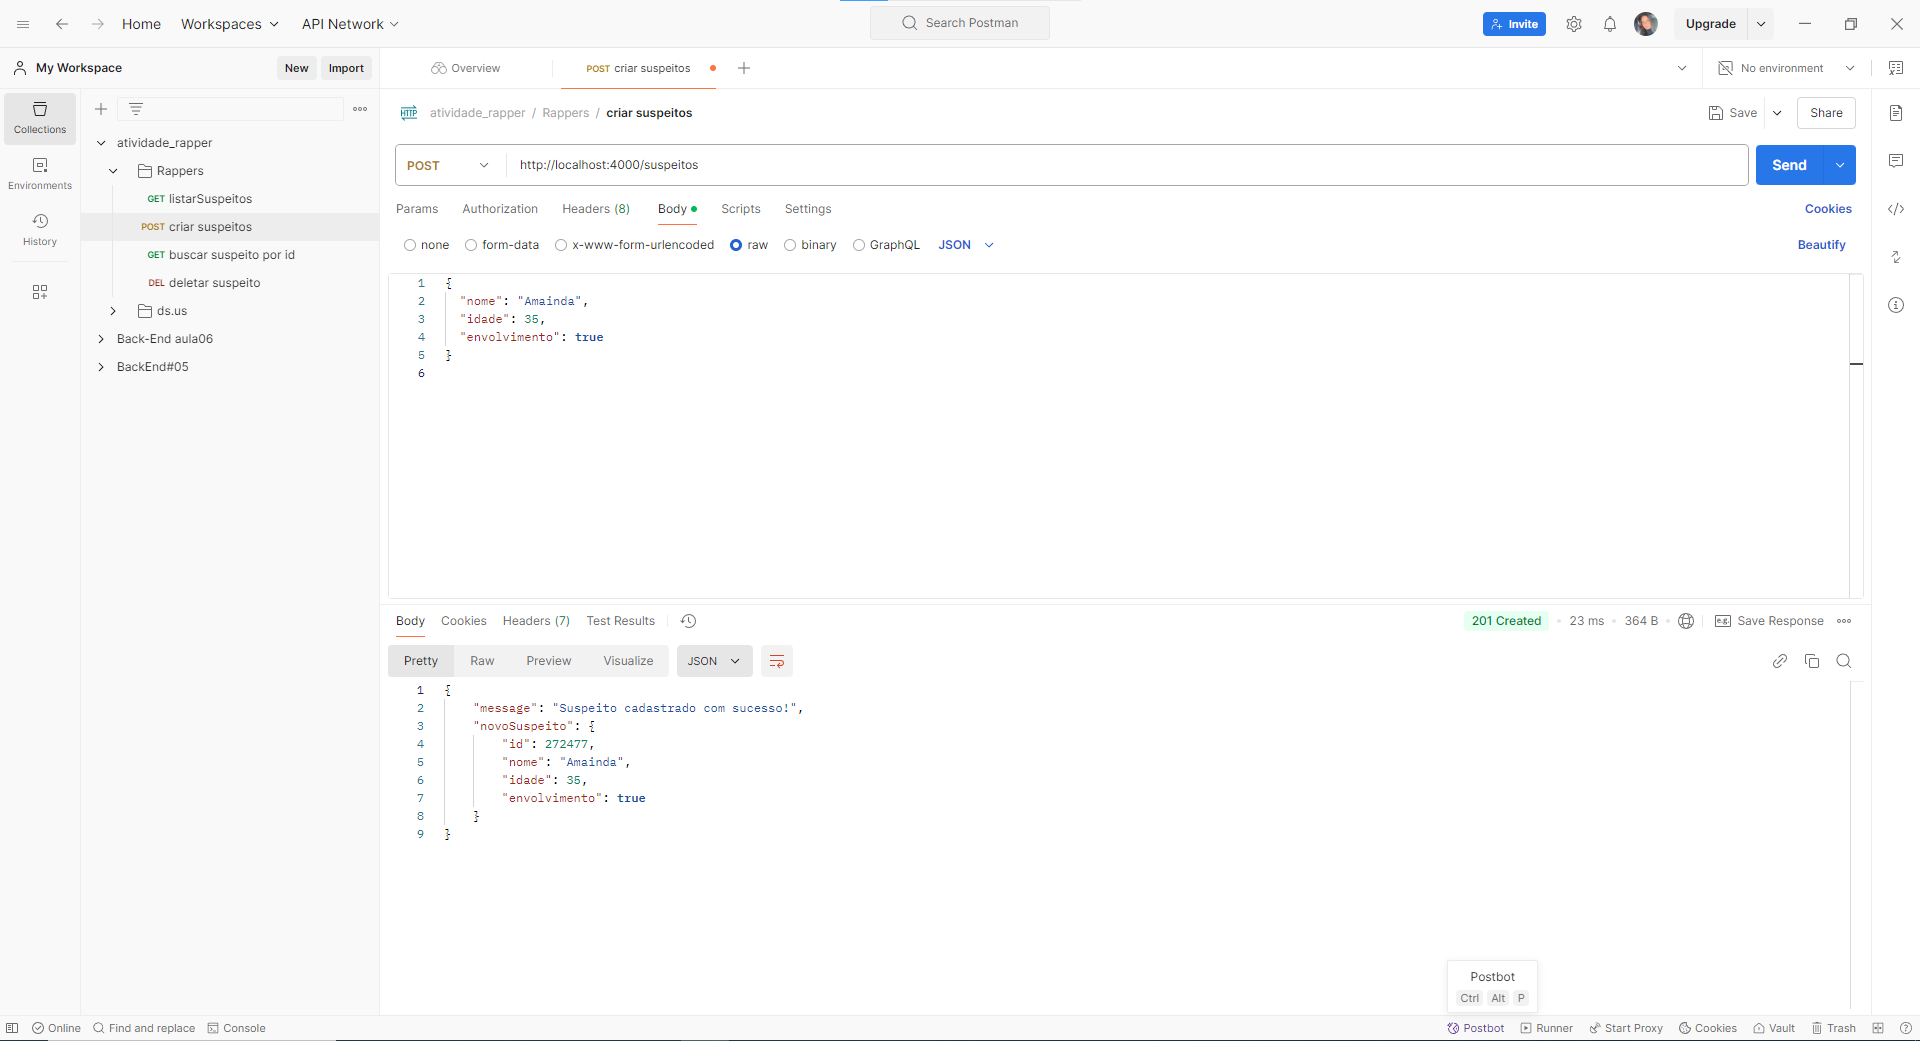 Home Workspaces API Network Search Postman Invite Upgrade
My Workspace New Import Overview POST criar suspeitos No environment
Collections
Environments
History
atividade_rapper
Rappers
GET listarSuspeitos
POST criar suspeitos
GET buscar suspeito por id
DEL deletar suspeito
ds.us
Back-End aula06
BackEnd#05
HTTP atividade_rapper / Rappers / criar suspeitos Save Share
POST http://localhost:4000/suspeitos Send
Params Authorization Headers (8) Body Scripts Settings Cookies
none form-data x-www-form-urlencoded raw binary GraphQL JSON Beautify
1 {
2 "nome": "Amainda",
3 "idade": 35,
4 "envolvimento": true
5 }
6
Body Cookies Headers (7) Test Results 201 Created 23 ms 364 B e.g. Save Response
Pretty Raw Preview Visualize JSON
1 {
2 "message": "Suspeito cadastrado com sucesso!",
3 "novoSuspeito": {
4 "id": 272477,
5 "nome": "Amainda",
6 "idade": 35,
7 "envolvimento": true
8 }
9 }
Postbot
Ctrl Alt P
Online Find and replace Console Postbot Runner Start Proxy Cookies Vault Trash